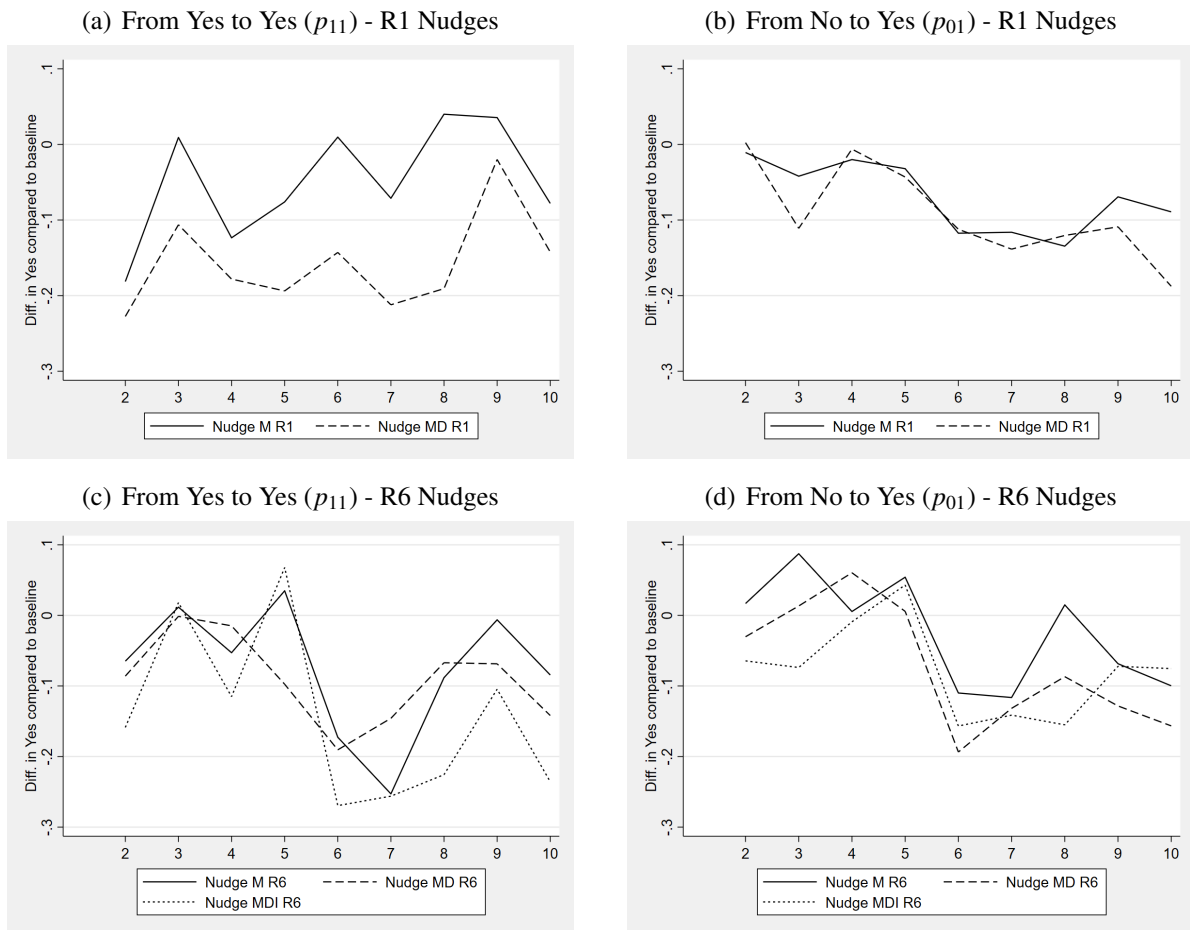 (a) From Yes to Yes (p11) - R1 Nudges
Diff. in Yes compared to baseline
.1
0
-.1
-.2
-.3
2 3 4 5 6 7 8 9 10
Nudge M R1 Nudge MD R1
(b) From No to Yes (p01) - R1 Nudges
Diff. in Yes compared to baseline
.1
0
-.1
-.2
-.3
2 3 4 5 6 7 8 9 10
Nudge M R1 Nudge MD R1
(c) From Yes to Yes (p11) - R6 Nudges
Diff. in Yes compared to baseline
.1
0
-.1
-.2
-.3
2 3 4 5 6 7 8 9 10
Nudge M R6 Nudge MD R6
Nudge MDI R6
(d) From No to Yes (p01) - R6 Nudges
Diff. in Yes compared to baseline
.1
0
-.1
-.2
-.3
2 3 4 5 6 7 8 9 10
Nudge M R6 Nudge MD R6
Nudge MDI R6